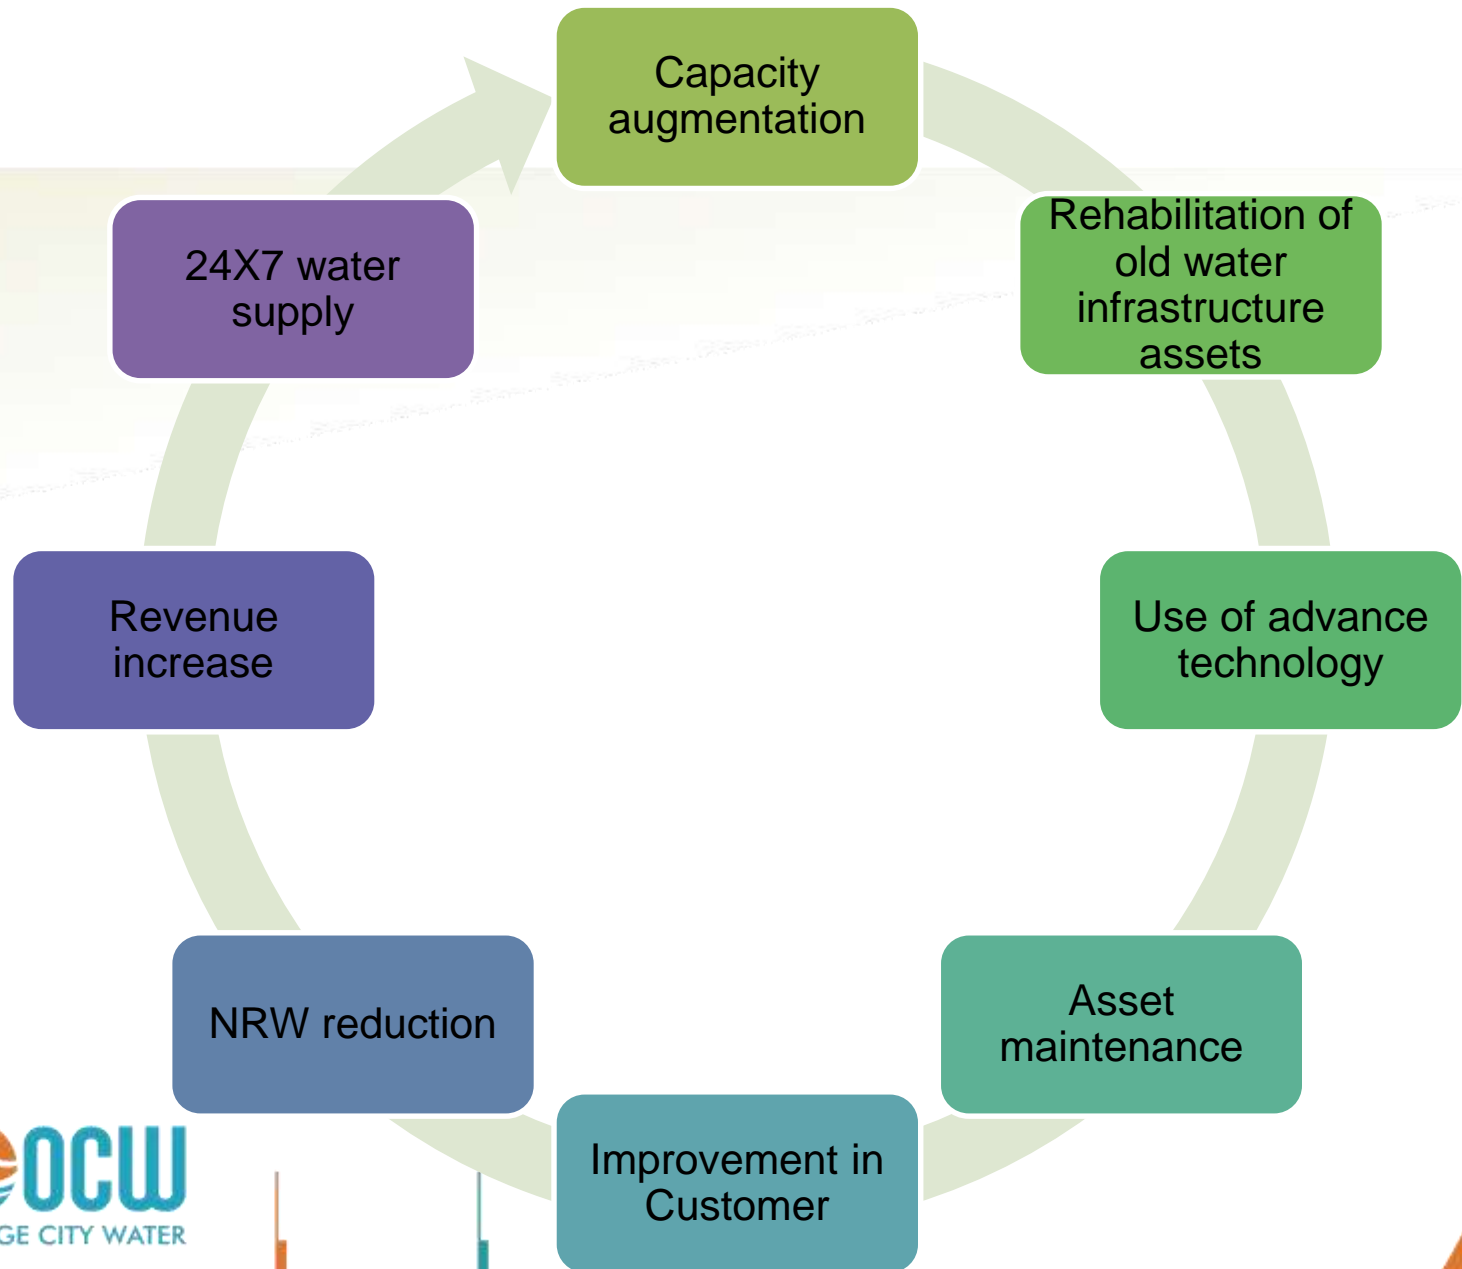 Capacity
augmentation
Rehabilitation of
old water
infrastructure
assets
Use of advance
technology
Asset
maintenance
Improvement in
Customer
NRW reduction
Revenue
increase
24X7 water
supply
OCW
GE CITY WATER